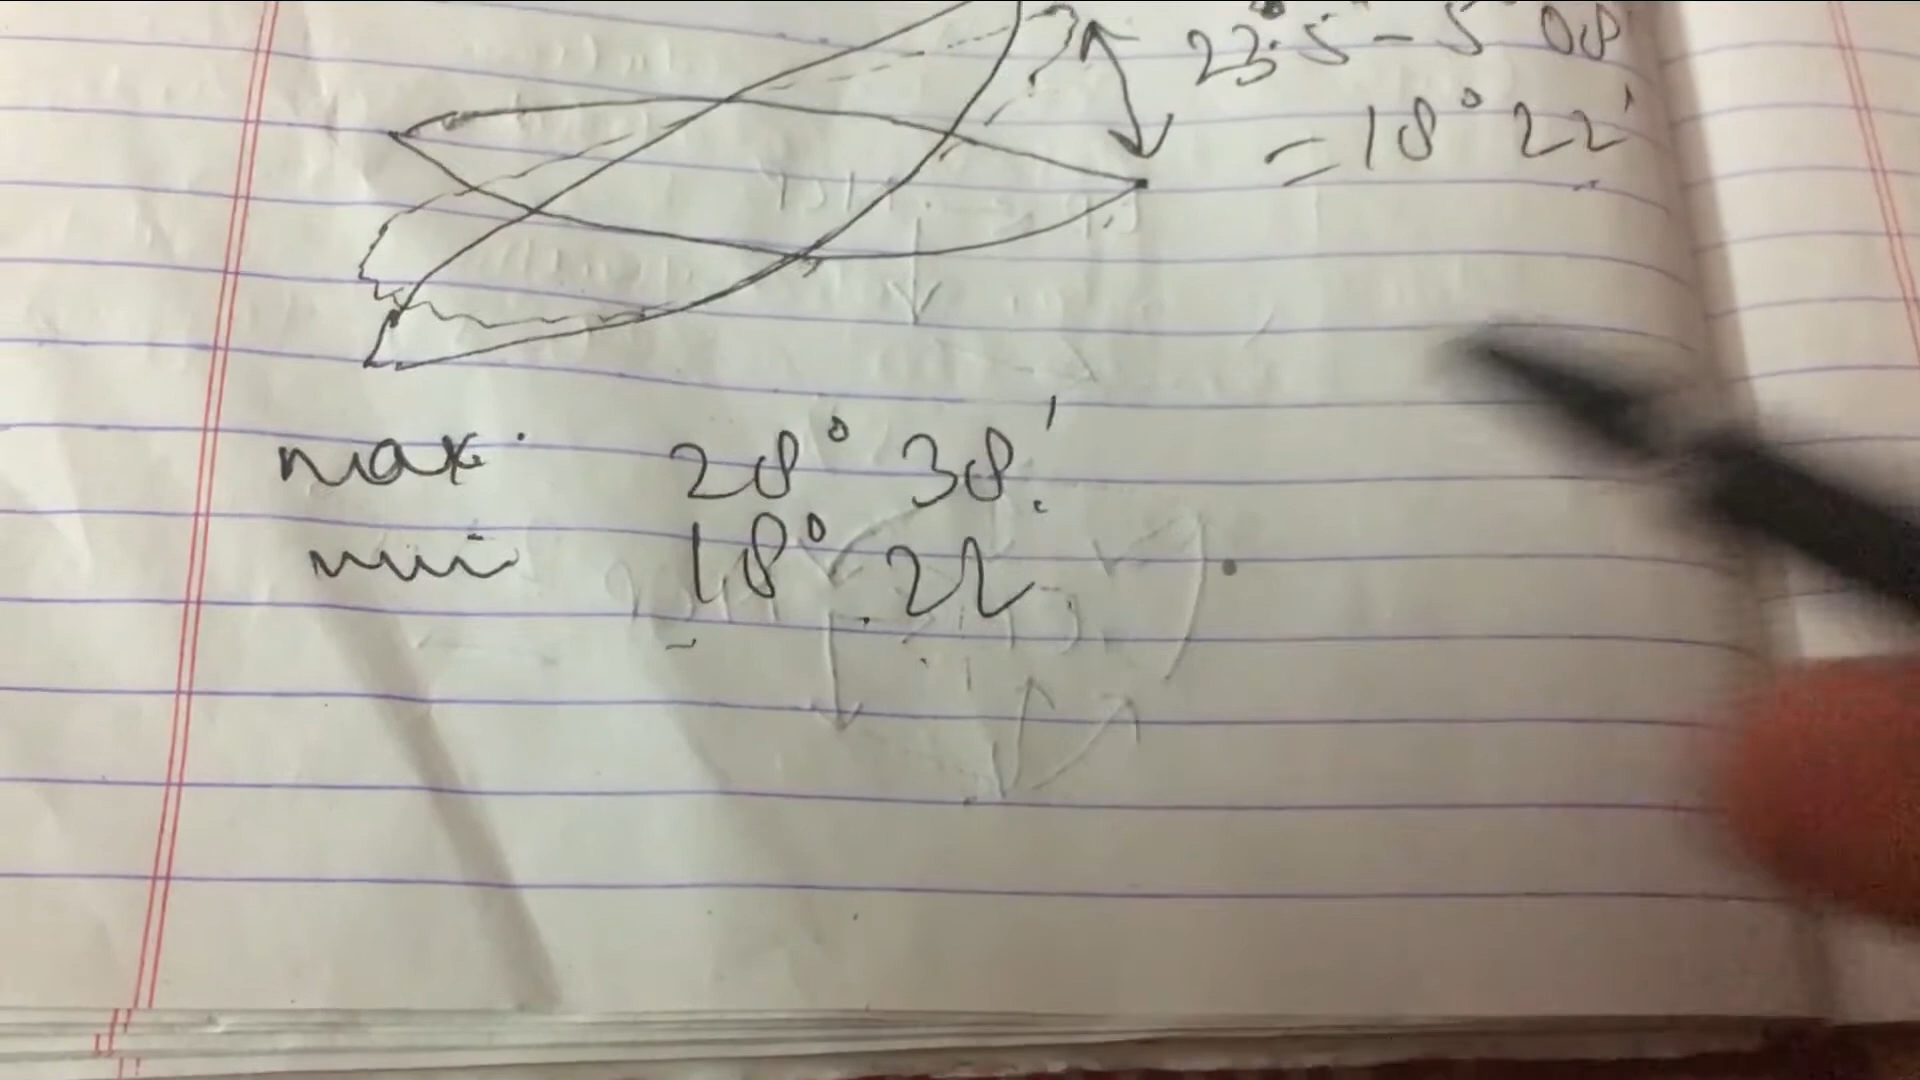 23.5° - 5° 08'
= 18° 22'
max. 28° 38'
min 18° 22